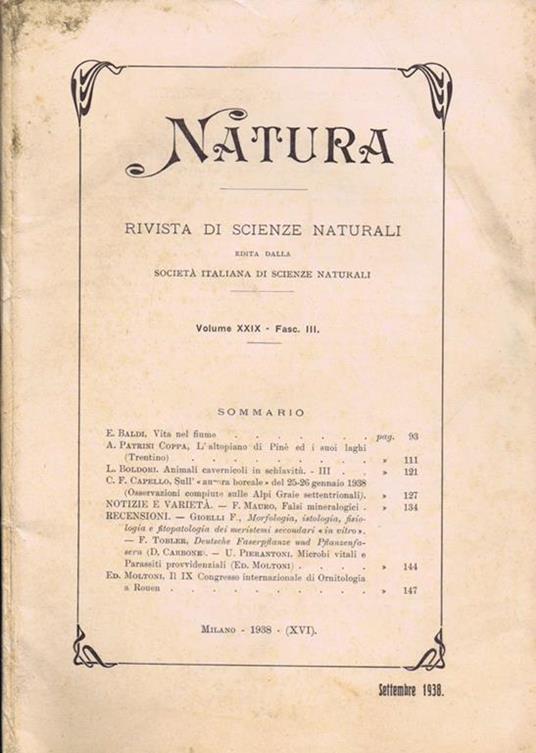 NATURA
RIVISTA DI SCIENZE NATURALI
EDITA DALLA
SOCIETÀ ITALIANA DI SCIENZE NATURALI
Volume XXIX - Fasc. III.
SOMMARIO
E. BALDI, Vita nel fiume . . . . . . . pag. 93
A. PATRINI COPPA, L'altopiano di Pinè ed i suoi laghi
(Trentino) . . . . . . . . . . » 111
L. BOLDORI. Animali cavernicoli in schiavitù. - III . . » 121
C. F. CAPELLO, Sull' « aurora boreale » del 25-26 gennaio 1938
(Osservazioni compiute sulle Alpi Graie settentrionali). » 127
NOTIZIE E VARIETÀ. — F. MAURO, Falsi mineralogici . » 134
RECENSIONI. — GIOELLI F., Morfologia, istologia, fisio-
logia e fitopatologia dei meristemi secondari « in vitro ».
— F. TOBLER, Deutsche Faserpflanze und Pflanzenfa-
sern (D. CARBONE). — U. PIERANTONI. Microbi vitali e
Parassiti provvidenziali (ED. MOLTONI) . . . . » 144
ED. MOLTONI, Il IX Congresso internazionale di Ornitologia
a Rouen . . . . . . . . . . » 147
MILANO - 1938 - (XVI).
Settembre 1938.